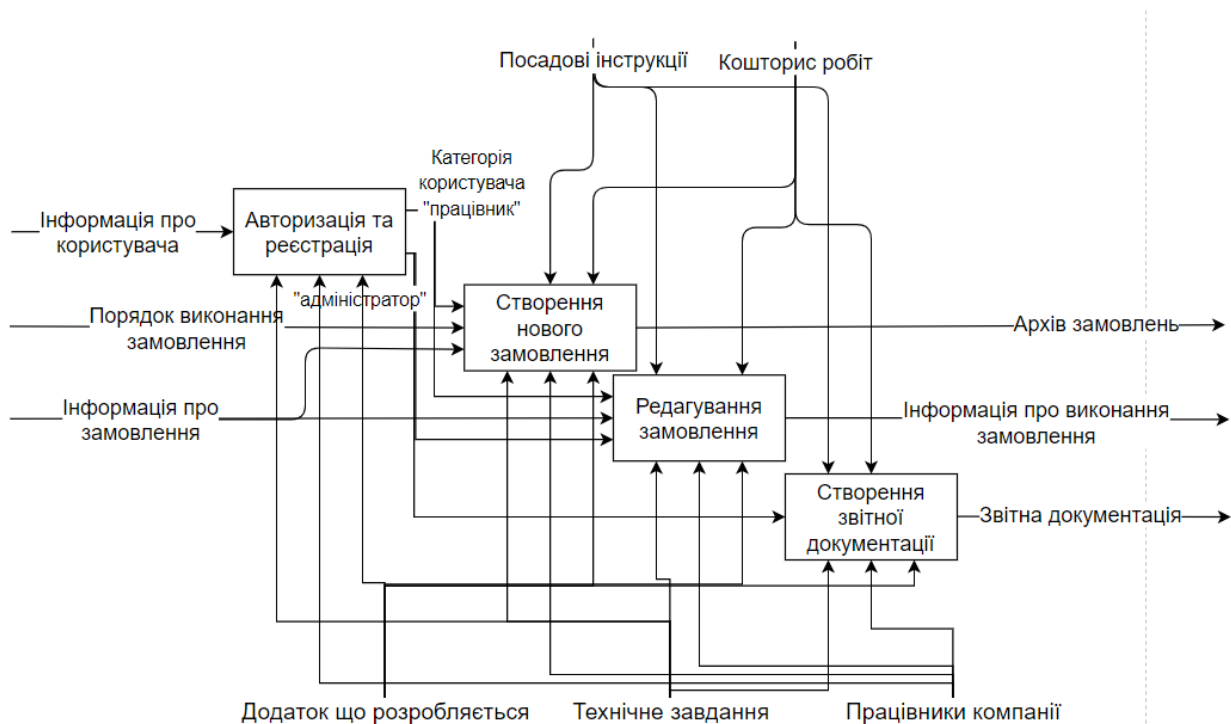 Посадові інструкції
Кошторис робіт
Категорія
користувача
"працівник"
Інформація про
користувача
Авторизація та
реєстрація
"адміністратор"
Порядок виконання
замовлення
Створення
нового
замовлення
Архів замовлень
Інформація про
замовлення
Редагування
замовлення
Інформація про виконання
замовлення
Створення
звітної
документації
Звітна документація
Додаток що розробляється
Технічне завдання
Працівники компанії